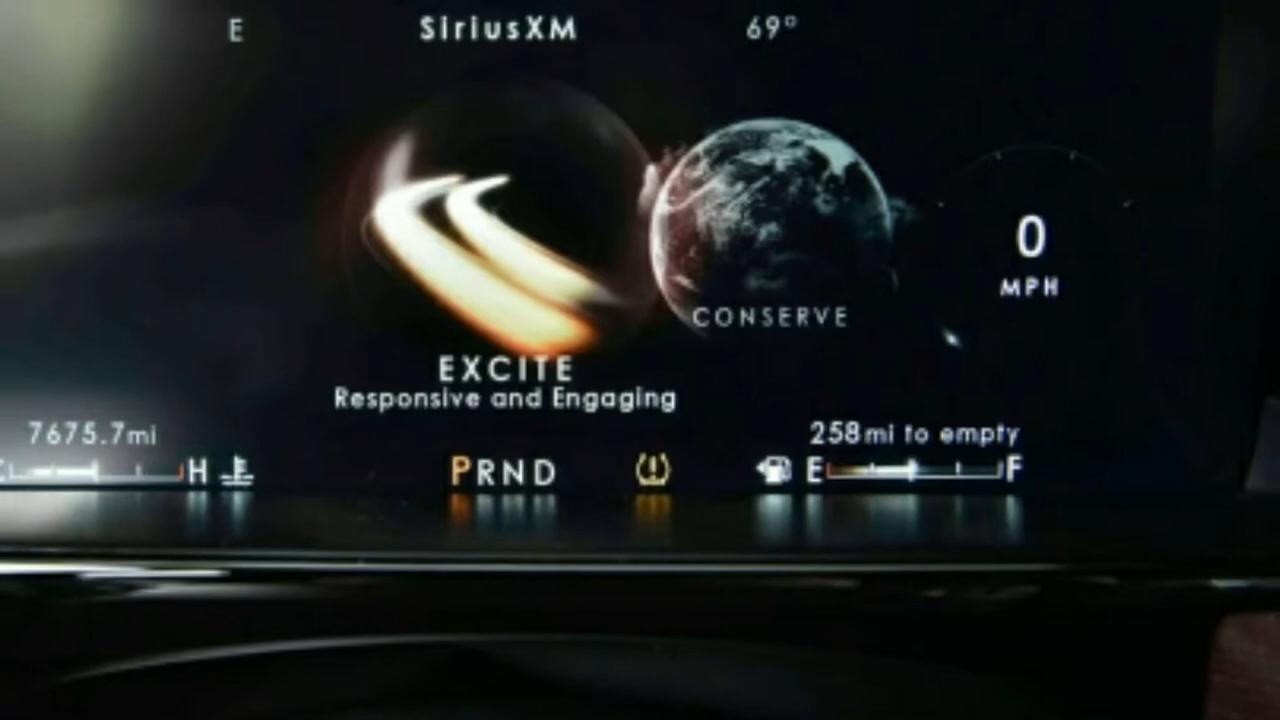 E SiriusXM 69°
0
MPH
CONSERVE
EXCITE
Responsive and Engaging
7675.7mi 258mi to empty
H PRND E F